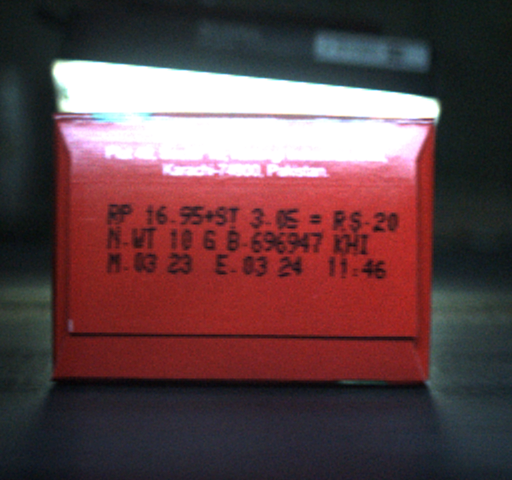 Karachi-74900, Pakistan.
RP 16.95+ST 3.05 = RS.20
N.WT 10 G B-696947 KHI
M.03 23 E.03 24 11:46